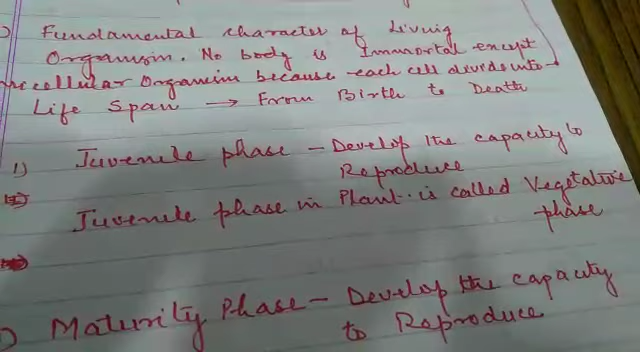 Fundamental character of living
Organism. No body is Immortal except
cellular Organism because each cell divids into
Life Span → From Birth to Death
1) Juvenile phase - Develop the capacity to
Reproduce
Juvenile phase in Plant is called Vegetative
phase
Maturity Phase - Develop the capacity
to Reproduce